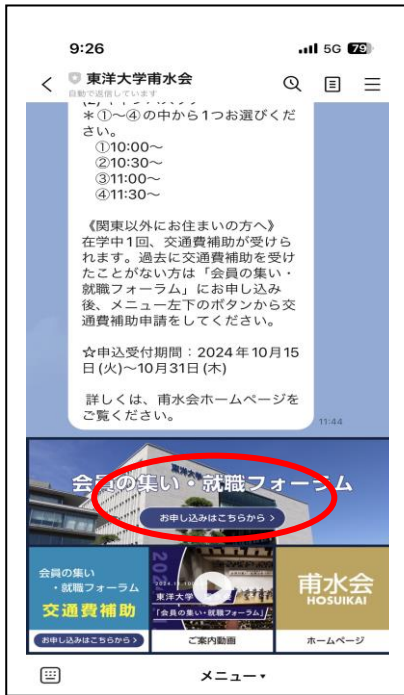 9:26
5G 79
東洋大学甫水会
自動で返信しています
(2) キャンパスツアー
＊①〜④の中から1つお選びくだ
さい。
①10:00〜
②10:30〜
③11:00〜
④11:30〜
《関東以外にお住まいの方へ》
在学中1回、交通費補助が受けら
れます。過去に交通費補助を受け
たことがない方は「会員の集い・
就職フォーラム」にお申し込み
後、メニュー左下のボタンから交
通費補助申請をしてください。
☆申込受付期間：2024年10月15
日(火)〜10月31日(木)
詳しくは、甫水会ホームページを
ご覧ください。
11:44
東洋大学
会員の集い・就職フォーラム
お申し込みはこちらから >
会員の集い
・就職フォーラム
交通費補助
お申し込みはこちらから >
東洋大学
「会員の集い・就職フォーラム」
ご案内動画
甫水会
HOSUIKAI
ホームページ
メニュー▾